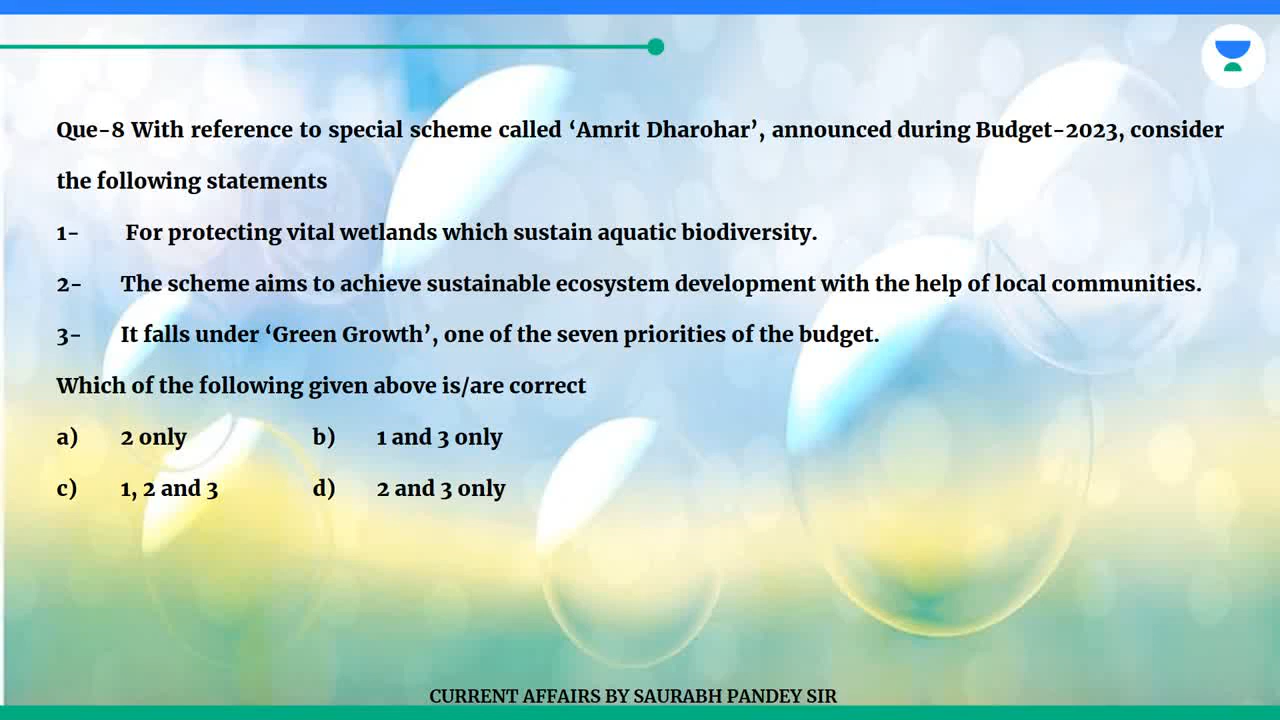 Que-8 With reference to special scheme called ‘Amrit Dharohar’, announced during Budget-2023, consider
the following statements
1- For protecting vital wetlands which sustain aquatic biodiversity.
2- The scheme aims to achieve sustainable ecosystem development with the help of local communities.
3- It falls under ‘Green Growth’, one of the seven priorities of the budget.
Which of the following given above is/are correct
a) 2 only b) 1 and 3 only
c) 1, 2 and 3 d) 2 and 3 only
CURRENT AFFAIRS BY SAURABH PANDEY SIR